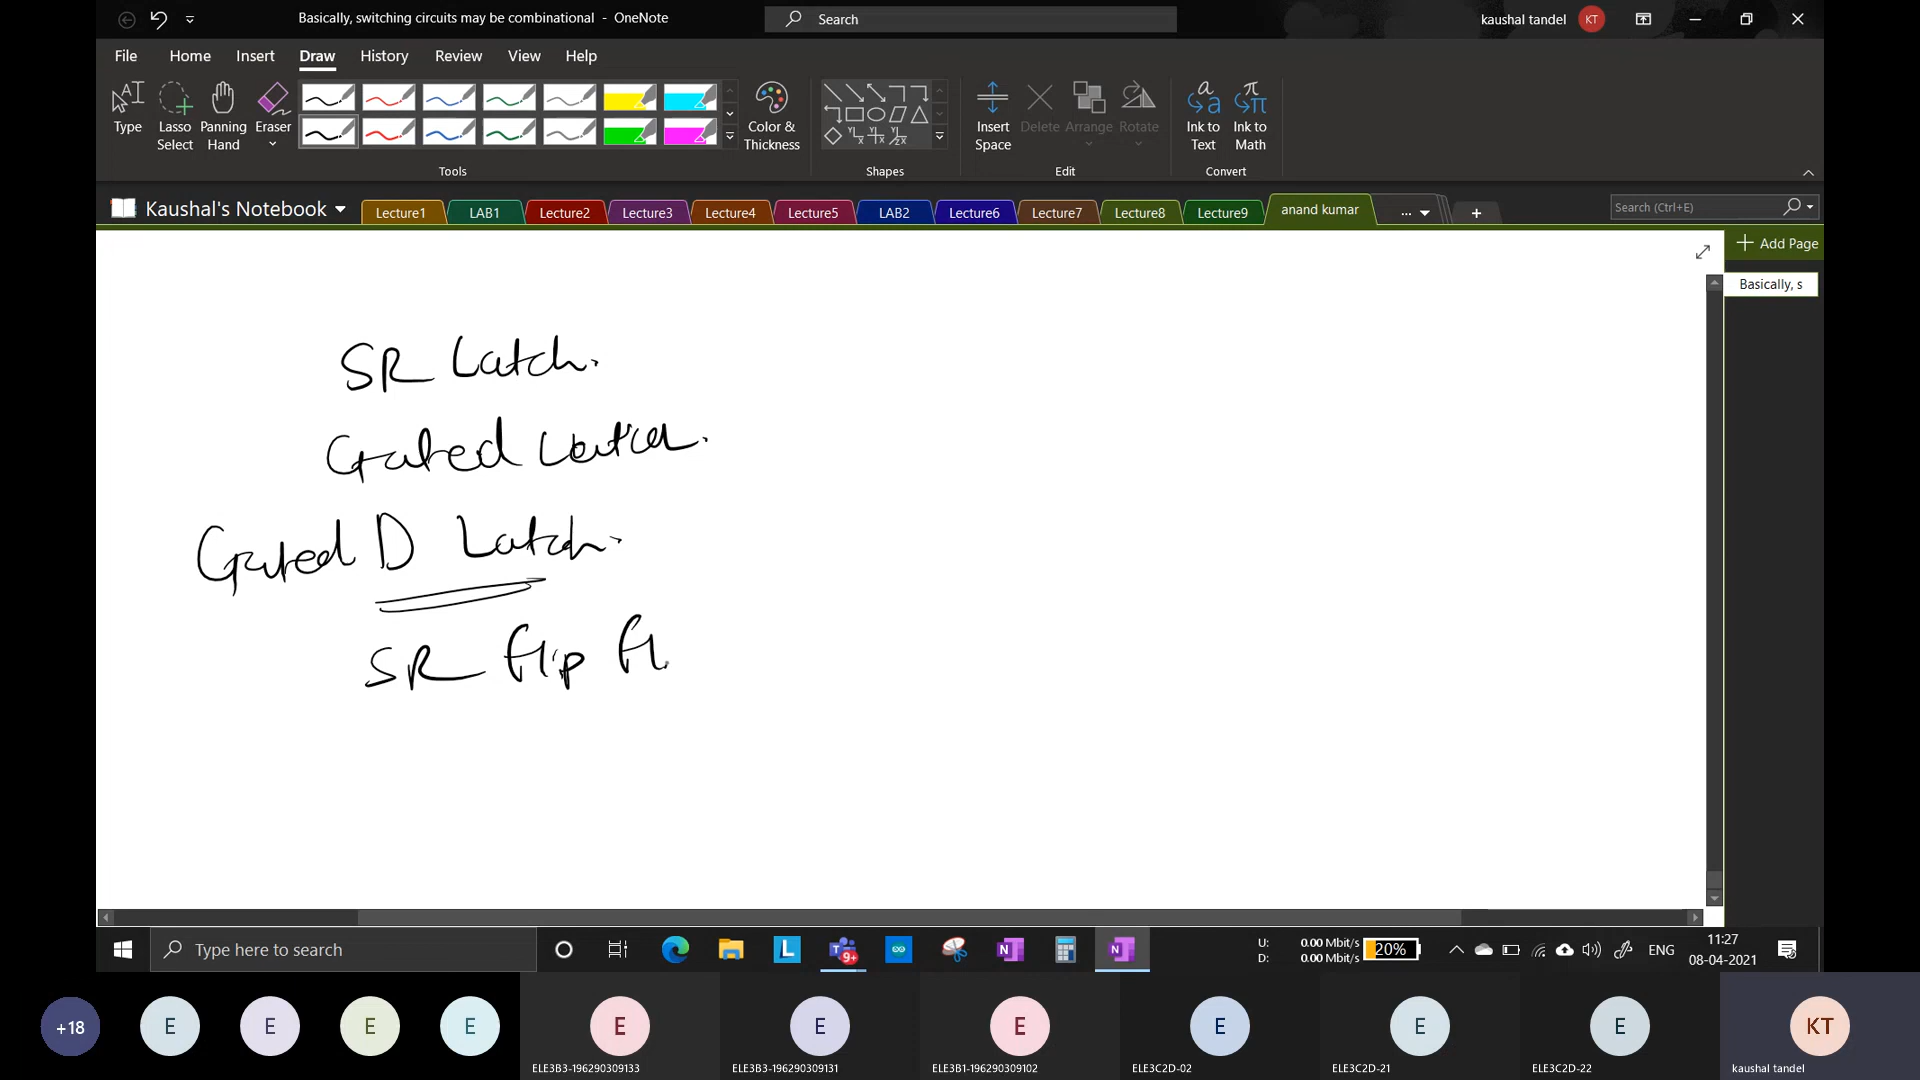 Basically, switching circuits may be combinational - OneNote
Search
kaushal tandel KT
File Home Insert Draw History Review View Help
Type Lasso Select Panning Hand Eraser Color & Thickness Insert Space Delete Arrange Rotate Ink to Text Ink to Math
Tools Shapes Edit Convert
Kaushal's Notebook Lecture1 LAB1 Lecture2 Lecture3 Lecture4 Lecture5 LAB2 Lecture6 Lecture7 Lecture8 Lecture9 anand kumar ... + Search (Ctrl+E)
+ Add Page
Basically, s
SR Latch.
Gated Latch.
Gated D Latch.
SR flip fl
Type here to search
U: 0.00 Mbit/s
D: 0.00 Mbit/s
20%
ENG
11:27
08-04-2021
9+
+18 E E E E E E E E E E KT
ELE3B3-196290309133 ELE3B3-196290309131 ELE3B1-196290309102 ELE3C2D-02 ELE3C2D-21 ELE3C2D-22 kaushal tandel